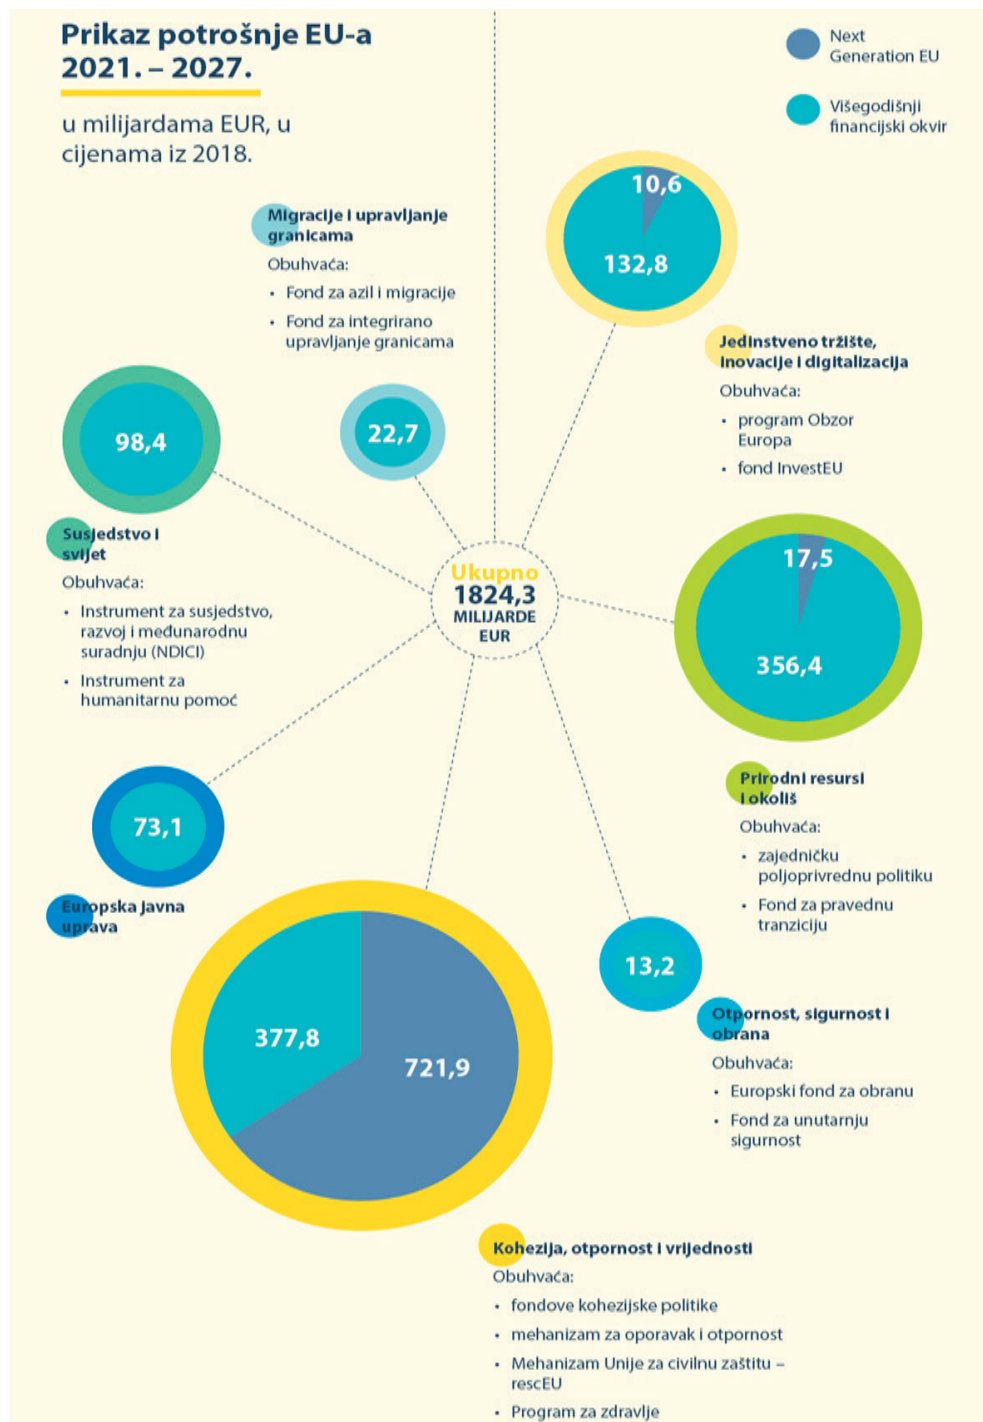 Prikaz potrošnje EU-a
2021. – 2027.
u milijardama EUR, u
cijenama iz 2018.
Next
Generation EU
Višegodišnji
financijski okvir
10,6
132,8
Jedinstveno tržište,
inovacije i digitalizacija
Obuhvaća:
• program Obzor
Europa
• fond InvestEU
Migracije i upravljanje
granicama
Obuhvaća:
• Fond za azil i migracije
• Fond za integrirano
upravljanje granicama
22,7
98,4
Susjedstvo i
svijet
Obuhvaća:
• Instrument za susjedstvo,
razvoj i međunarodnu
suradnju (NDICI)
• Instrument za
humanitarnu pomoć
Ukupno
1824,3
MILIJARDE
EUR
17,5
356,4
Prirodni resursi
i okoliš
Obuhvaća:
• zajedničku
poljoprivrednu politiku
• Fond za pravednu
tranziciju
73,1
Europska javna
uprava
13,2
Otpornost, sigurnost i
obrana
Obuhvaća:
• Europski fond za obranu
• Fond za unutarnju
sigurnost
377,8
721,9
Kohezija, otpornost i vrijednosti
Obuhvaća:
• fondove kohezijske politike
• mehanizam za oporavak i otpornost
• Mehanizam Unije za civilnu zaštitu –
rescEU
• Program za zdravlje